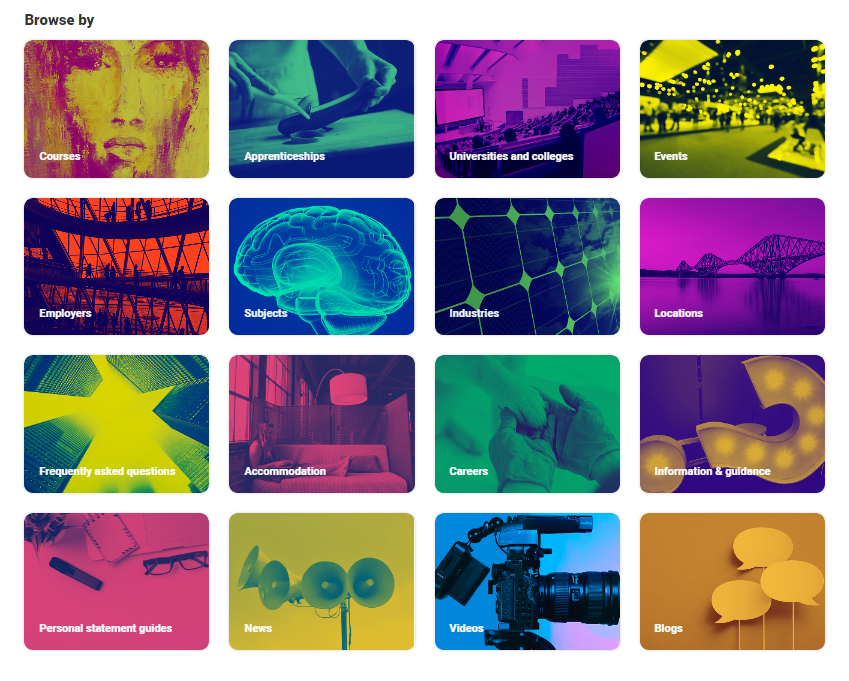 Browse by
Courses
Apprenticeships
Universities and colleges
Events
Employers
Subjects
Industries
Locations
Frequently asked questions
Accommodation
Careers
Information & guidance
Personal statement guides
News
Videos
Blogs